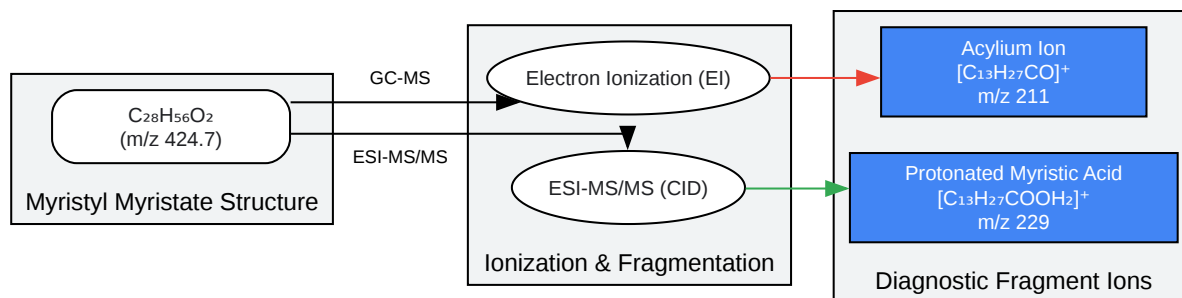 C₂₈H₅₆O₂
(m/z 424.7)
Myristyl Myristate Structure
GC-MS
ESI-MS/MS
Electron Ionization (EI)
ESI-MS/MS (CID)
Ionization & Fragmentation
Acylium Ion
[C₁₃H₂₇CO]⁺
m/z 211
Protonated Myristic Acid
[C₁₃H₂₇COOH₂]⁺
m/z 229
Diagnostic Fragment Ions